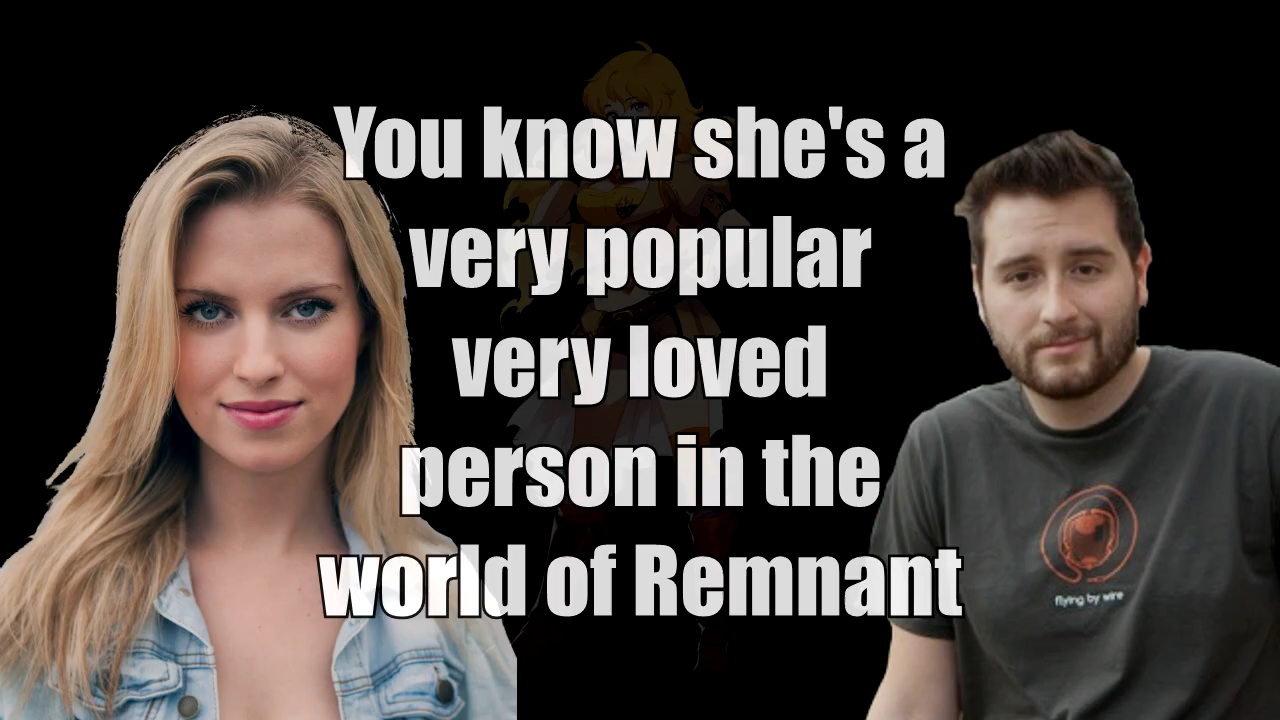 You know she's a
very popular
very loved
person in the
world of Remnant
flying by wire